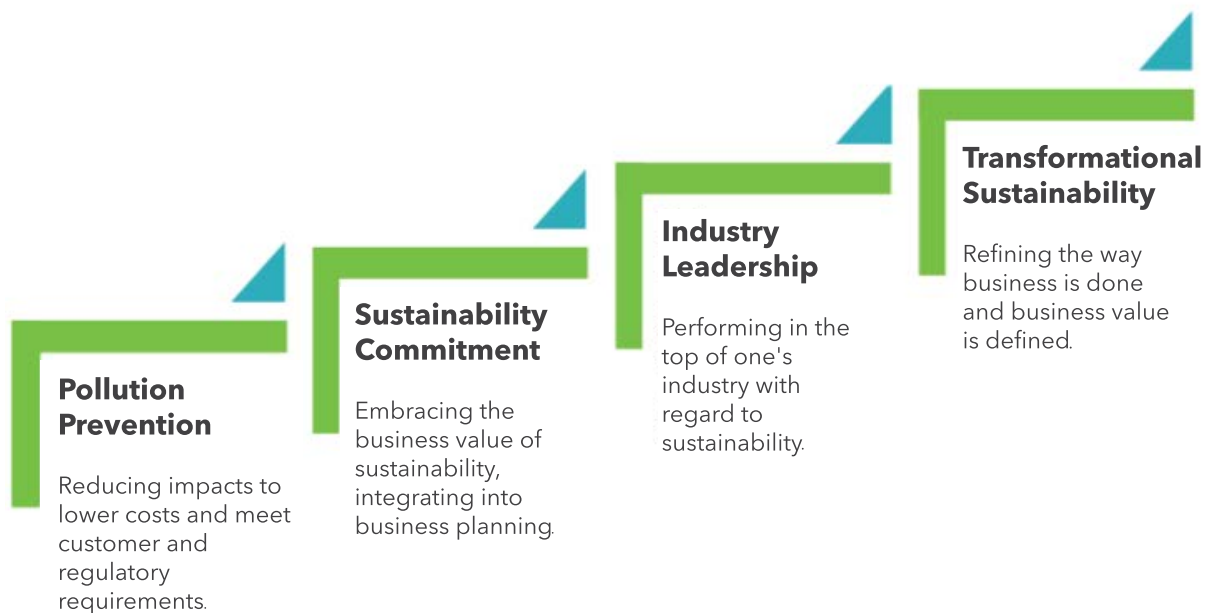 Pollution
Prevention
Reducing impacts to
lower costs and meet
customer and
regulatory
requirements.
Sustainability
Commitment
Embracing the
business value of
sustainability,
integrating into
business planning.
Industry
Leadership
Performing in the
top of one's
industry with
regard to
sustainability.
Transformational
Sustainability
Refining the way
business is done
and business value
is defined.